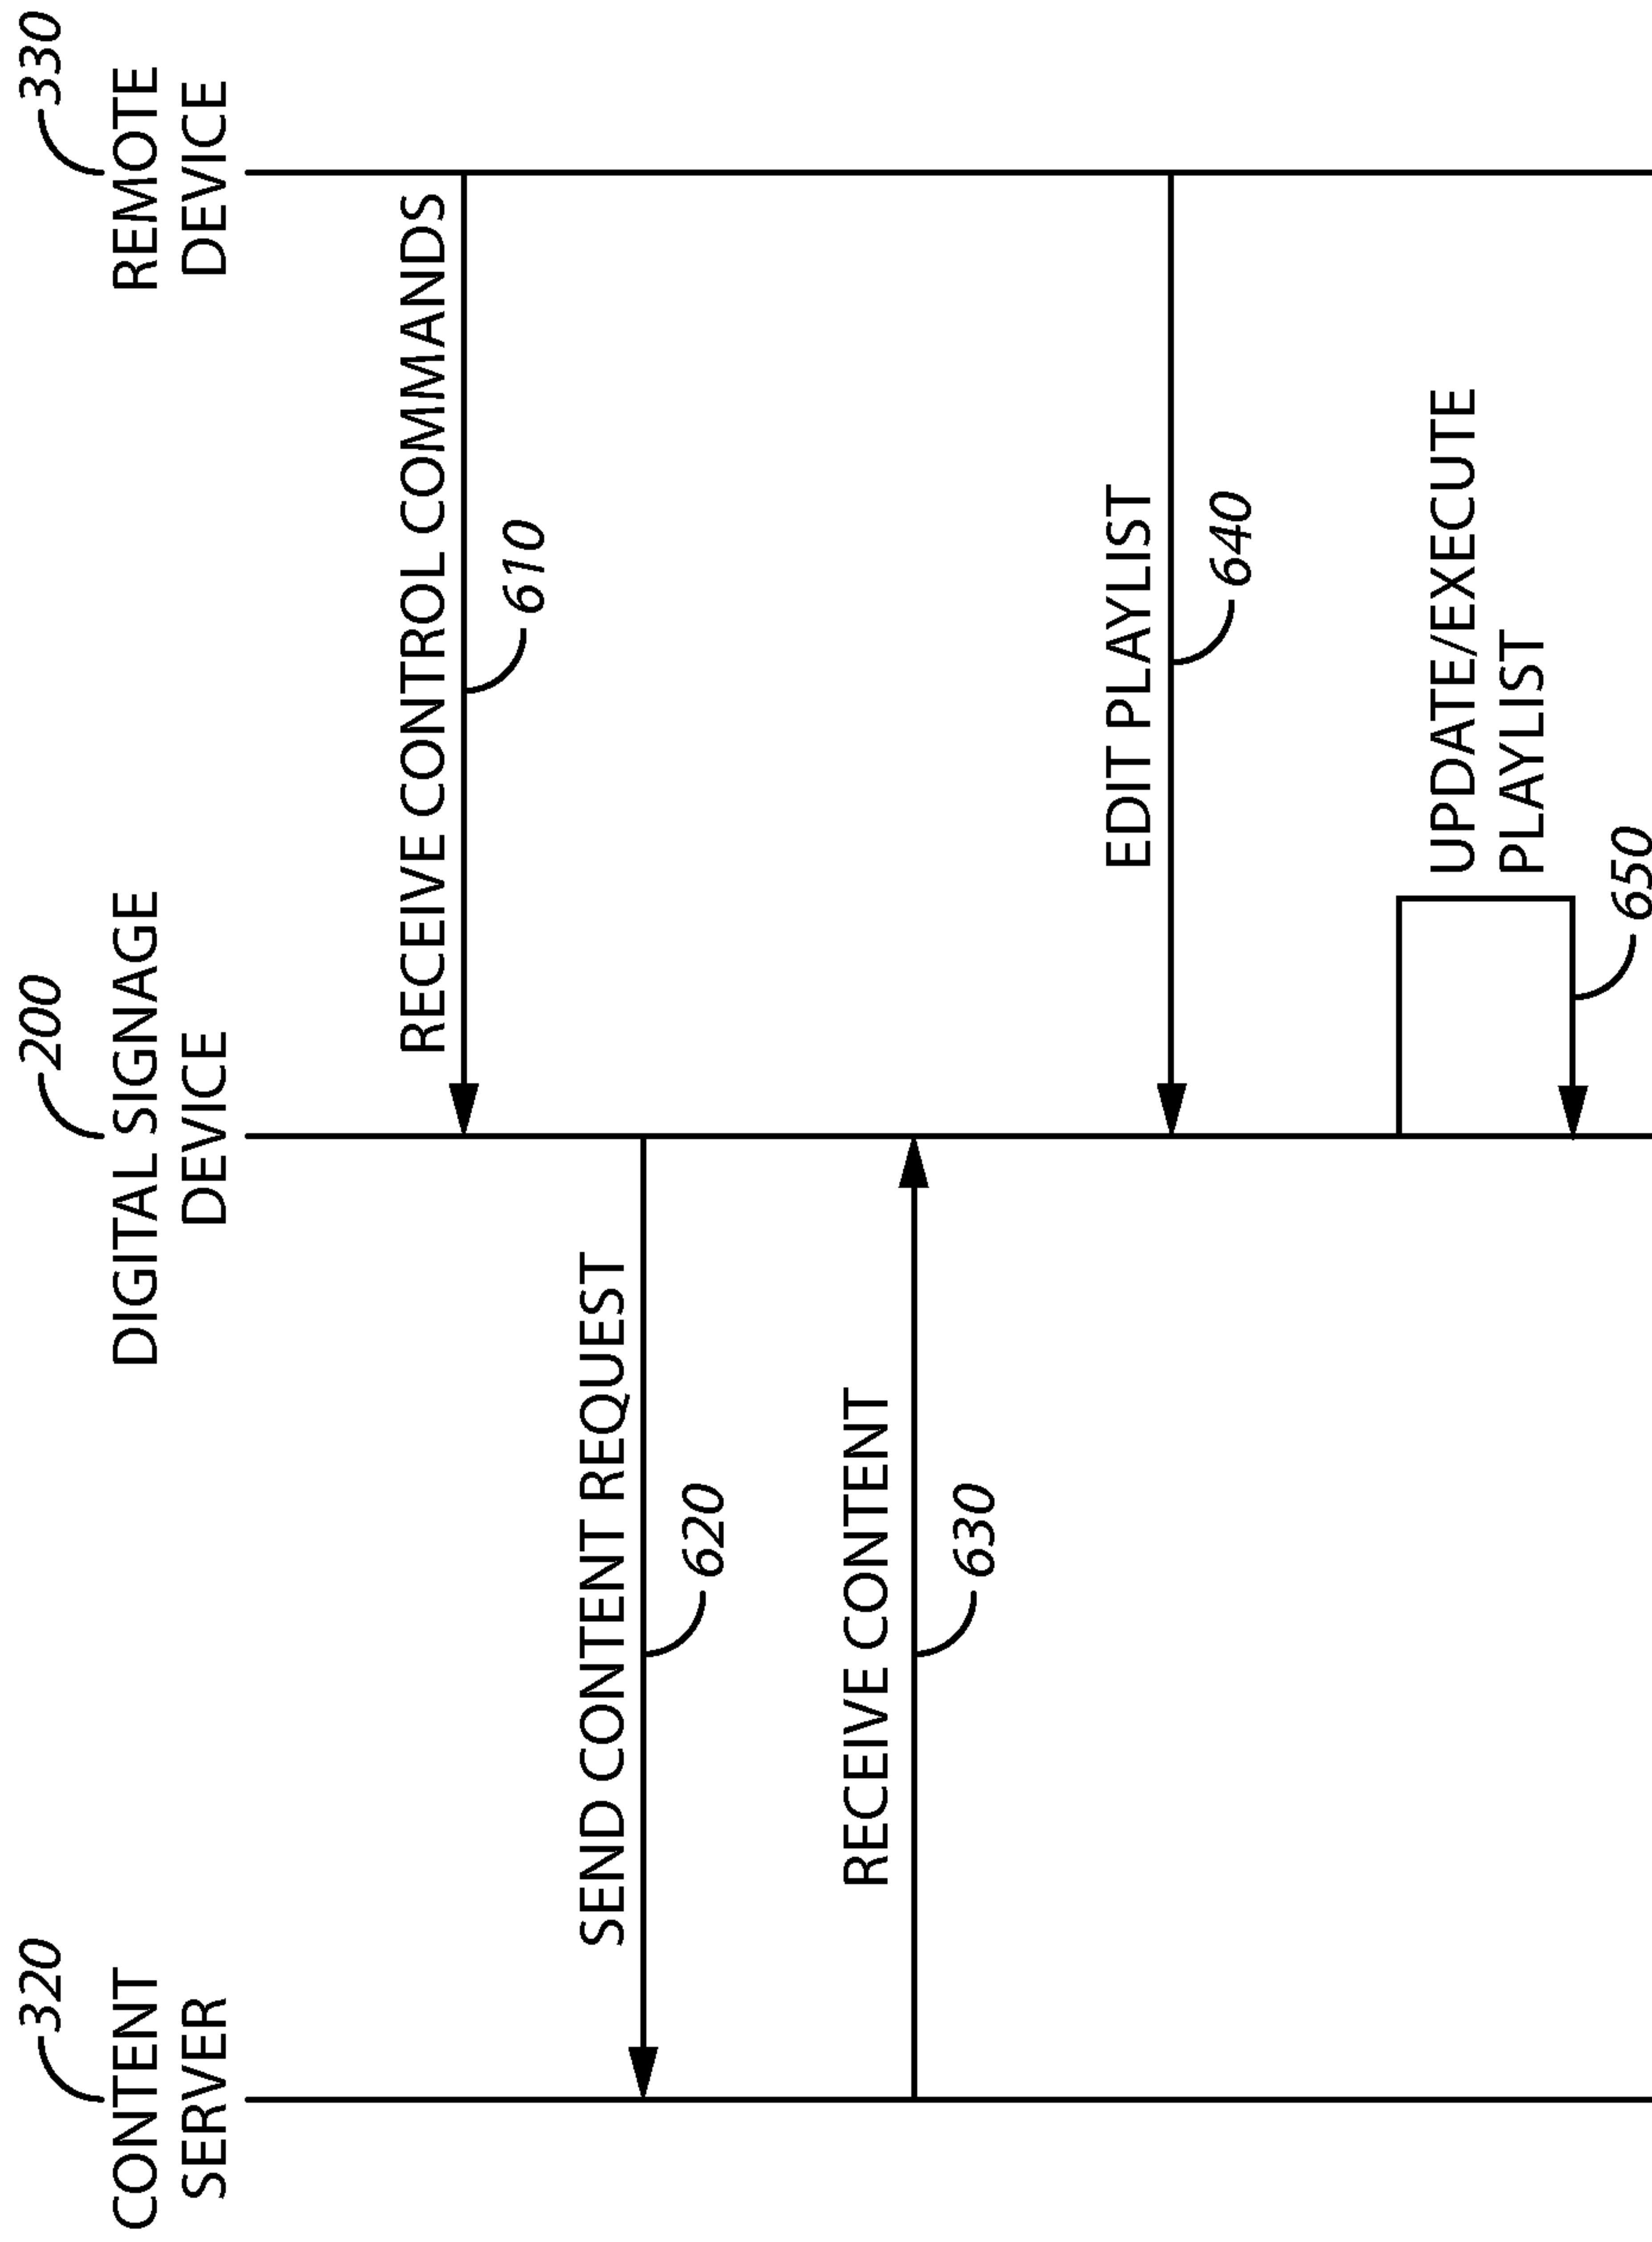 320
CONTENT
SERVER
200
DIGITAL SIGNAGE
DEVICE
330
REMOTE
DEVICE
RECEIVE CONTROL COMMANDS
610
SEND CONTENT REQUEST
620
RECEIVE CONTENT
630
EDIT PLAYLIST
640
UPDATE/EXECUTE
PLAYLIST
650